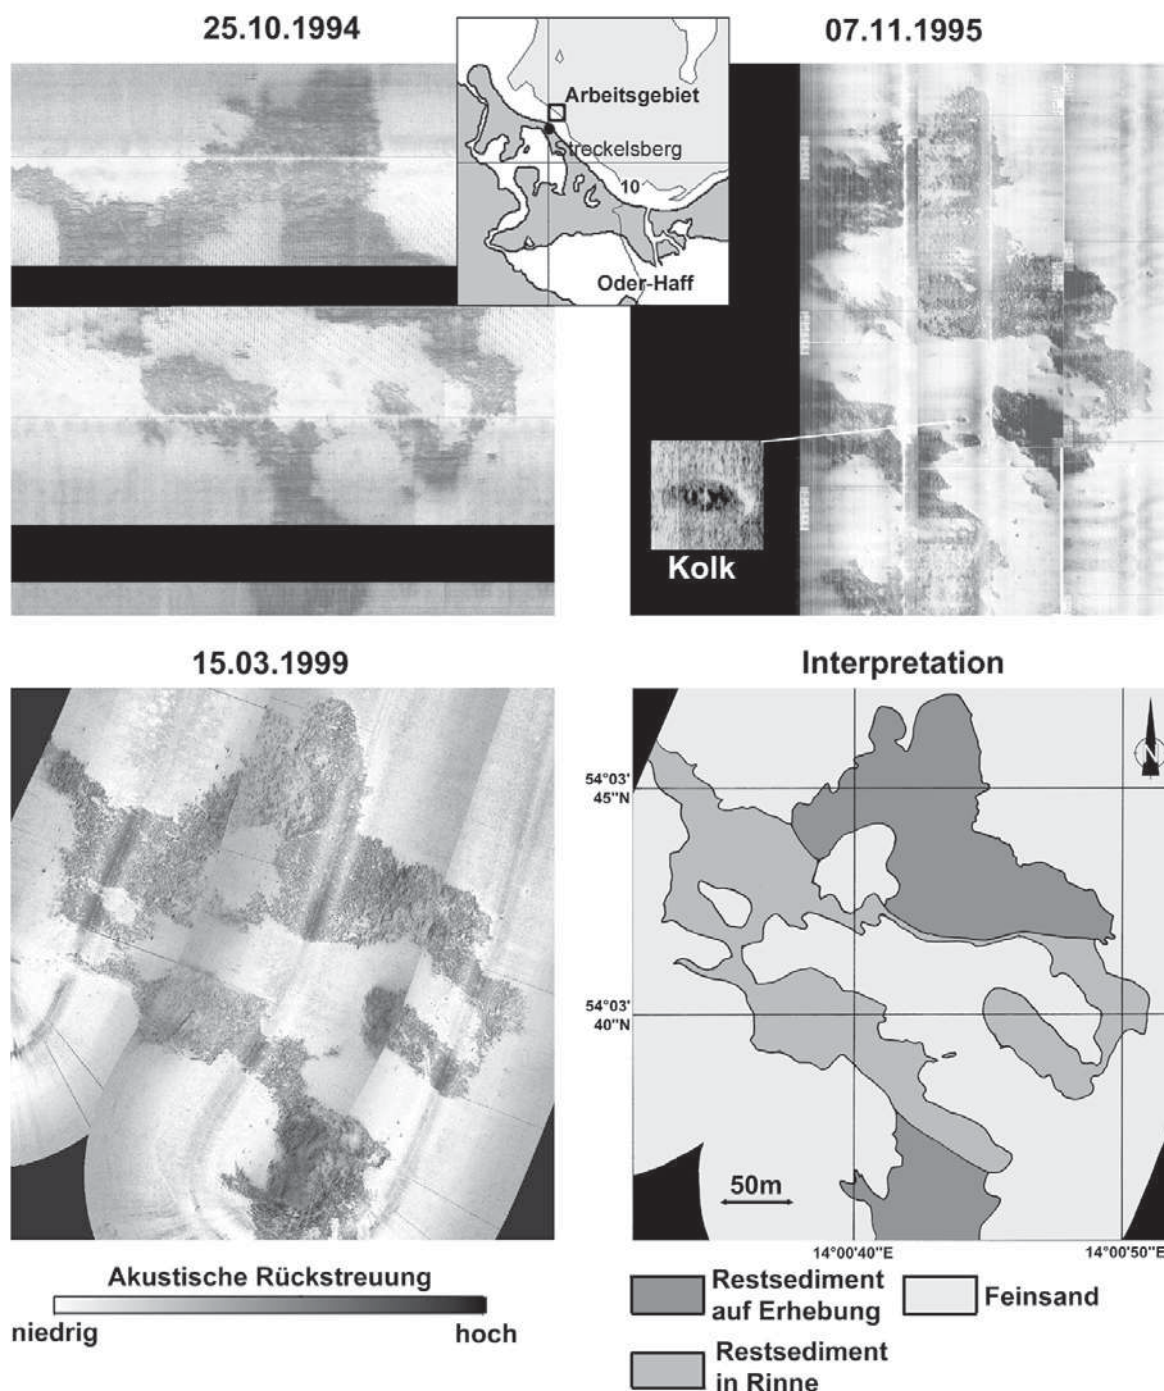 25.10.1994
07.11.1995
Arbeitsgebiet
Streckelsberg
10
Oder-Haff
Kolk
15.03.1999
Interpretation
N
54°03'
45"N
54°03'
40"N
50m
14°00'40"E
14°00'50"E
Akustische Rückstreuung
niedrig
hoch
Restsediment
auf Erhebung
Feinsand
Restsediment
in Rinne